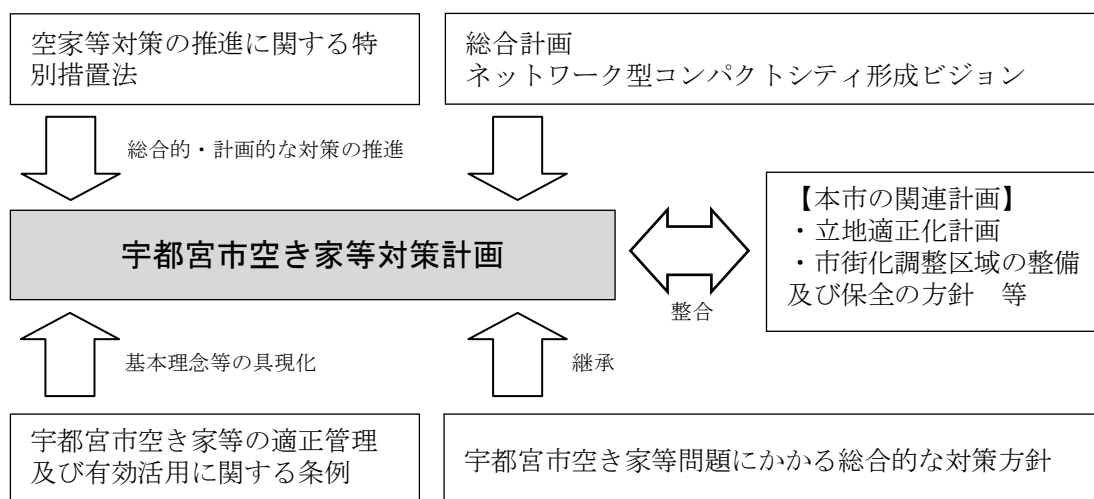 空家等対策の推進に関する特
別措置法
総合計画
ネットワーク型コンパクトシティ形成ビジョン
総合的・計画的な対策の推進
宇都宮市空き家等対策計画
整合
【本市の関連計画】
・立地適正化計画
・市街化調整区域の整備
及び保全の方針　等
基本理念等の具現化
継承
宇都宮市空き家等の適正管理
及び有効活用に関する条例
宇都宮市空き家等問題にかかる総合的な対策方針